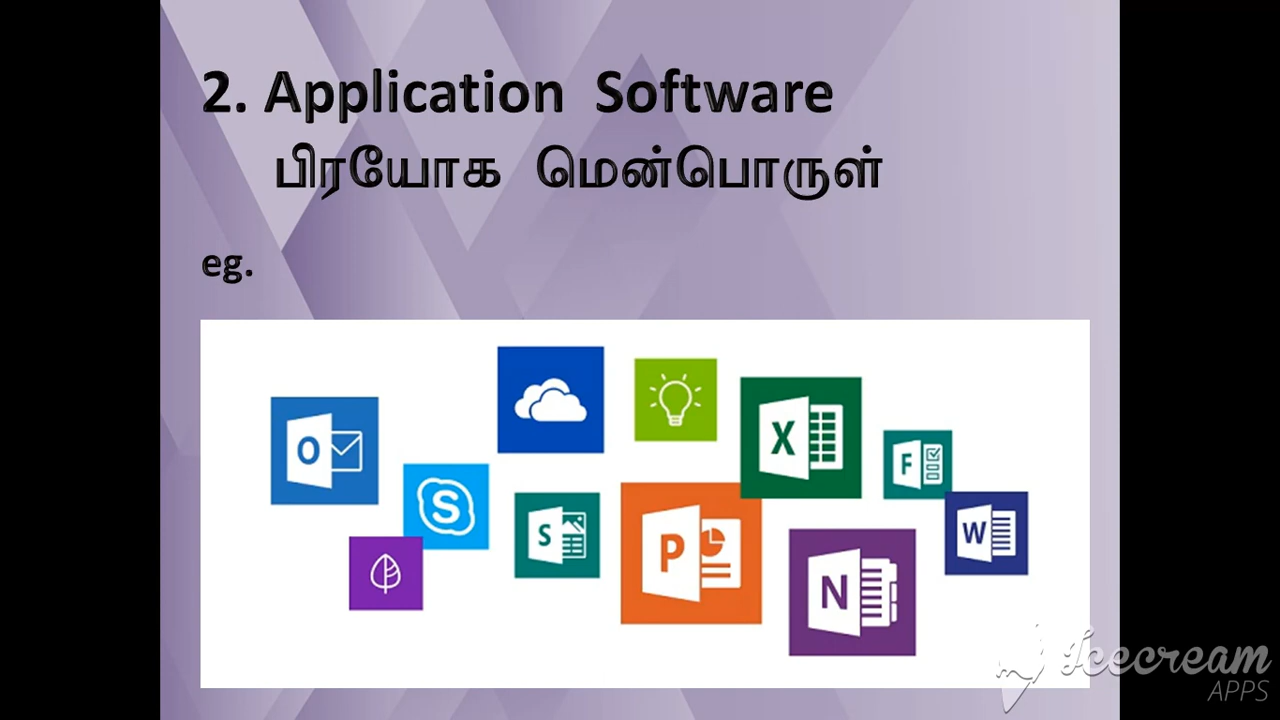 2. Application Software
பிரயோக மென்பொருள்
eg.
O
S
S
P
X
F
W
N
Icecream
APPS